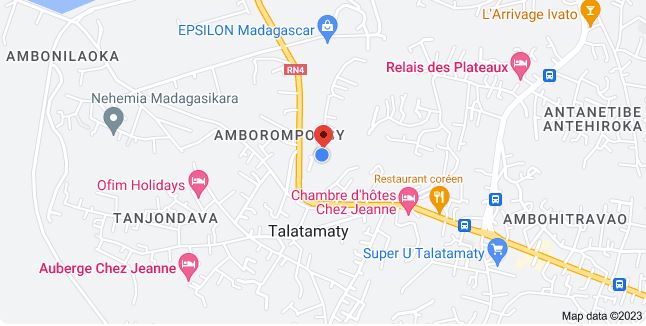 L'Arrivage Ivato
EPSILON Madagascar
AMBONILAOKA
Relais des Plateaux
RN4
Nehemia Madagasikara
ANTANETIBE
ANTEHIROKA
Restaurant coréen
Ofim Holidays
Chambre d'hôtes
Chez Jeanne
TANJONDAVA
AMBOHITRAVAO
Talatamaty
Super U Talatamaty
Auberge Chez Jeanne
Map data ©2023